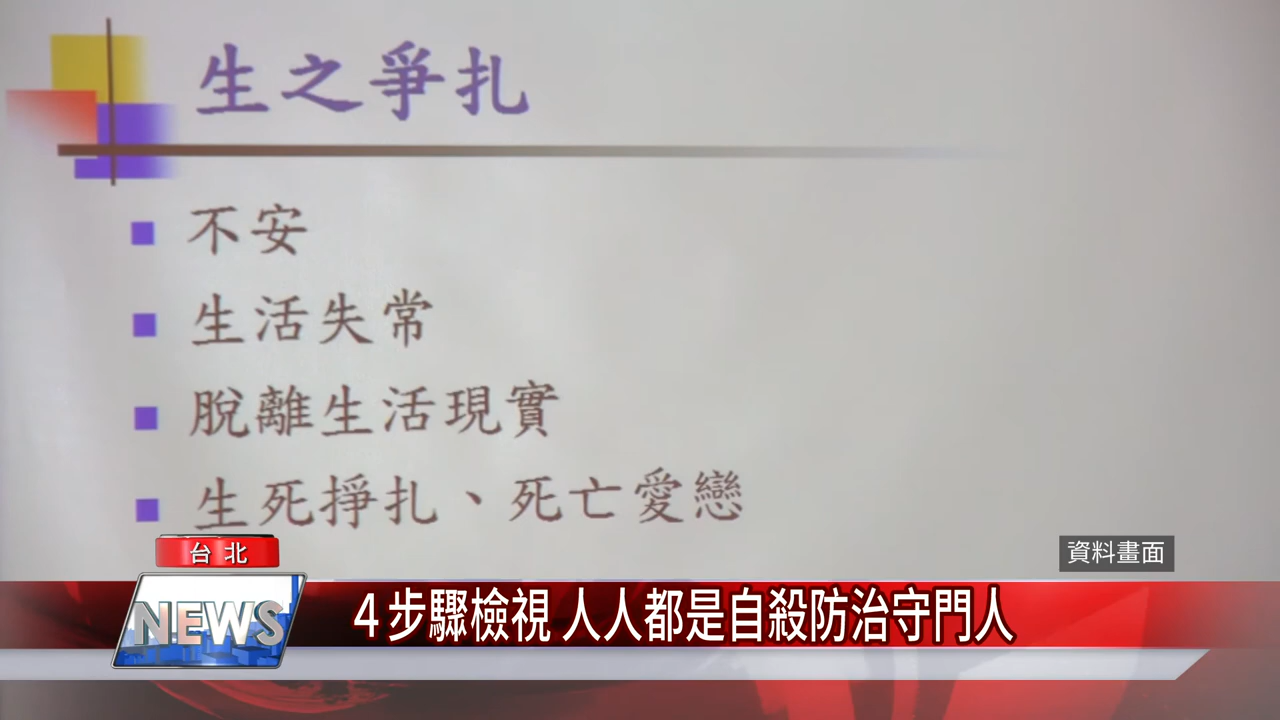 生之爭扎
不安
生活失常
脫離生活現實
生死掙扎、死亡愛戀
台北
資料畫面
NEWS
4步驟檢視 人人都是自殺防治守門人